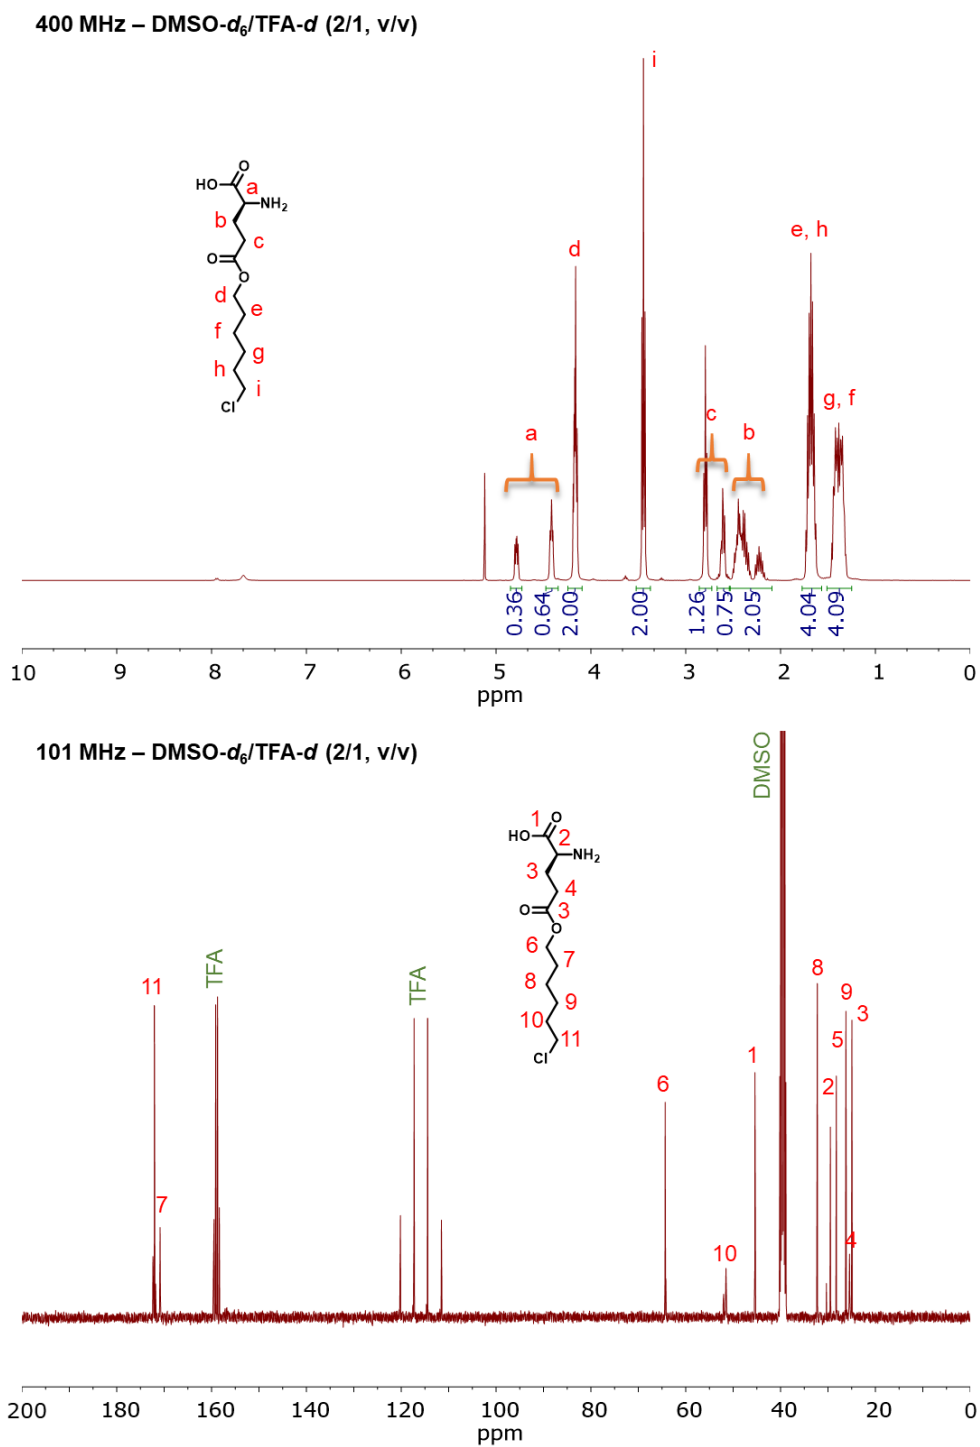 400 MHz – DMSO-d6/TFA-d (2/1, v/v)
i
O
HO
a
NH2
b
c
O
O
d
e
f
g
h
i
Cl
a
d
c
b
e, h
g, f
0.36
0.64
2.00
2.00
1.26
0.75
2.05
4.04
4.09
10 9 8 7 6 5 4 3 2 1 0
ppm
101 MHz – DMSO-d6/TFA-d (2/1, v/v)
DMSO
1
O
HO
2
NH2
3
4
O
3
O
6
7
8
9
10
11
Cl
11
7
TFA
TFA
6
10
1
8
2
5
9
4
3
200 160 120 100 80 60 40 20 0
ppm